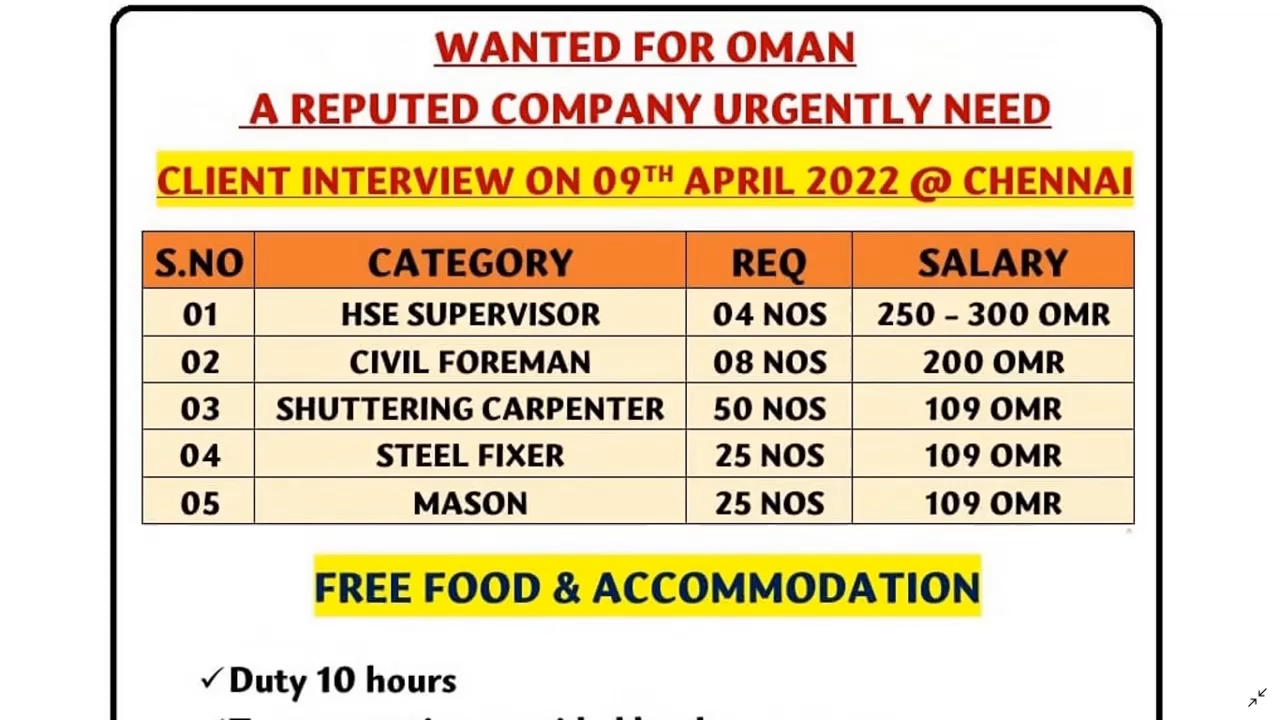 WANTED FOR OMAN
A REPUTED COMPANY URGENTLY NEED
CLIENT INTERVIEW ON 09TH APRIL 2022 @ CHENNAI
S.NO CATEGORY REQ SALARY
01 HSE SUPERVISOR 04 NOS 250 – 300 OMR
02 CIVIL FOREMAN 08 NOS 200 OMR
03 SHUTTERING CARPENTER 50 NOS 109 OMR
04 STEEL FIXER 25 NOS 109 OMR
05 MASON 25 NOS 109 OMR
FREE FOOD & ACCOMMODATION
✓Duty 10 hours